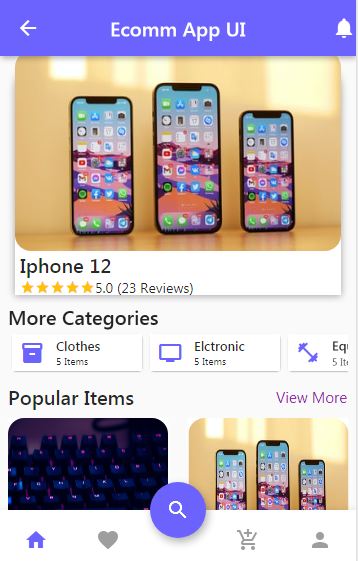 Ecomm App UI
Iphone 12
5.0 (23 Reviews)
More Categories
Clothes
5 Items
Elctronic
5 Items
Equ
5 Ite
Popular Items
View More